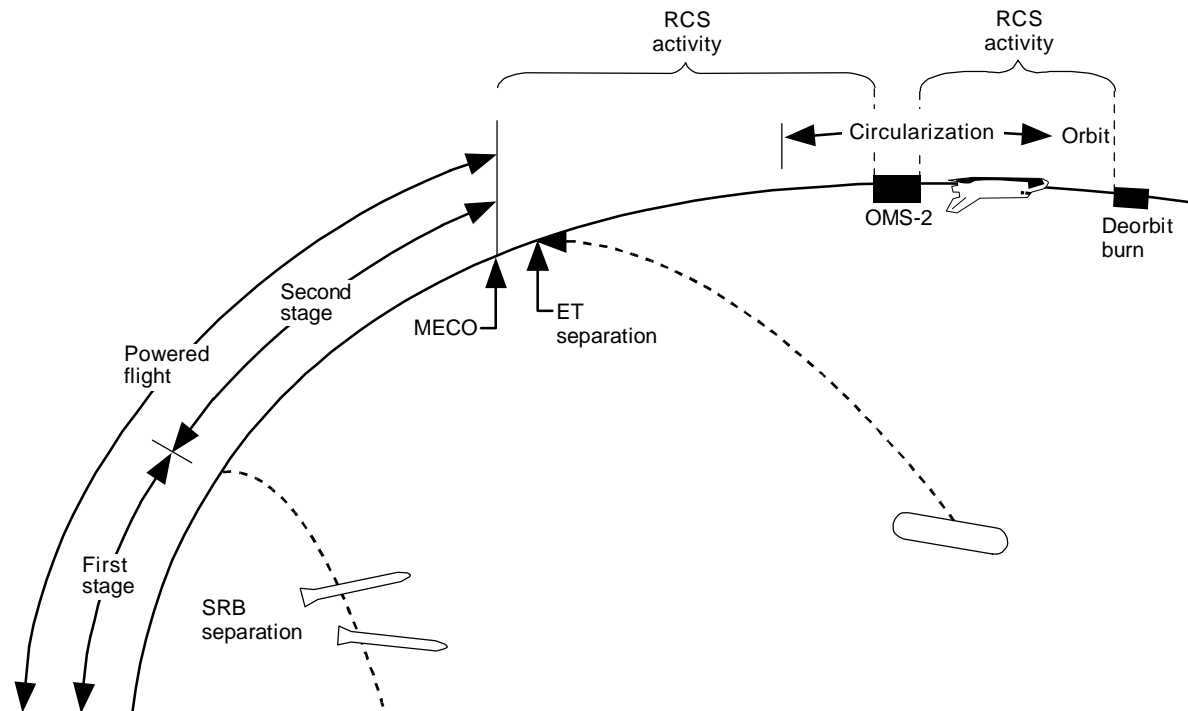 RCS
activity
RCS
activity
Circularization
Orbit
OMS-2
Deorbit
burn
Second
stage
MECO
ET
separation
Powered
flight
First
stage
SRB
separation